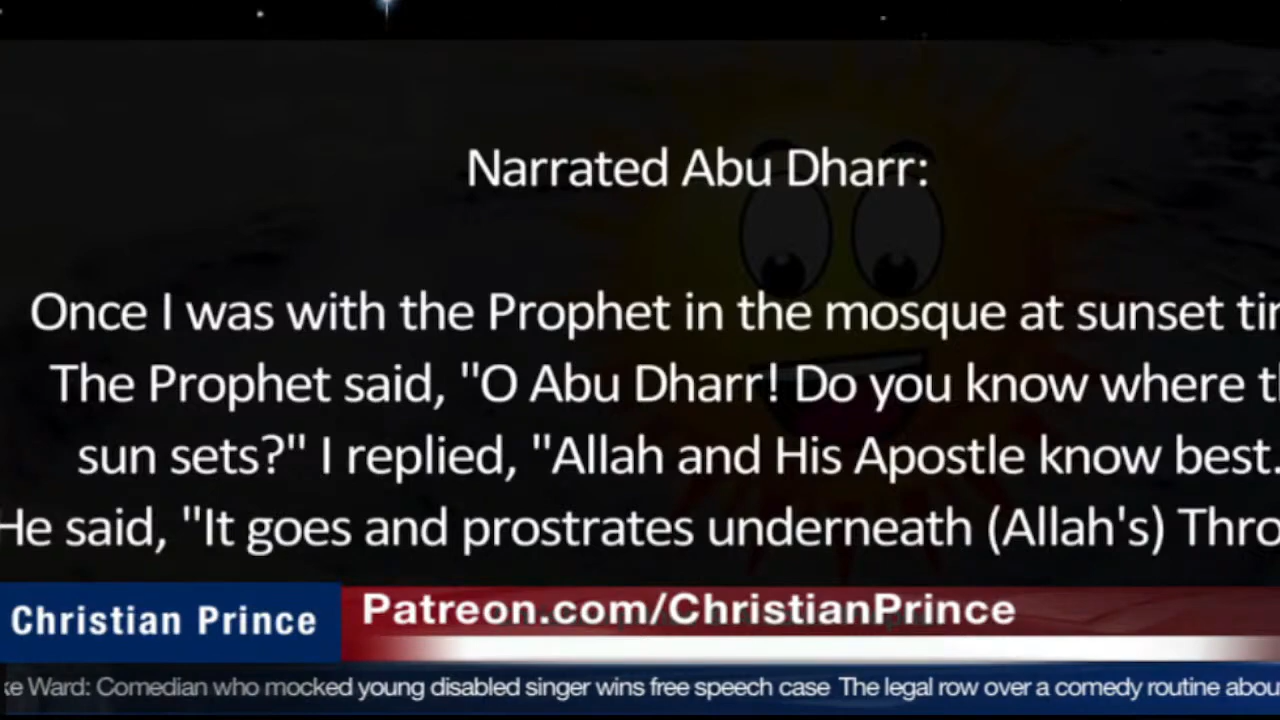 Narrated Abu Dharr:
Once I was with the Prophet in the mosque at sunset
The Prophet said, "O Abu Dharr! Do you know where
sun sets?" I replied, "Allah and His Apostle know best.
He said, "It goes and prostrates underneath (Allah's)
Christian Prince
Patreon.com/ChristianPrince
Ward: Comedian who mocked young disabled singer wins free speech case The legal row over a comedy routine